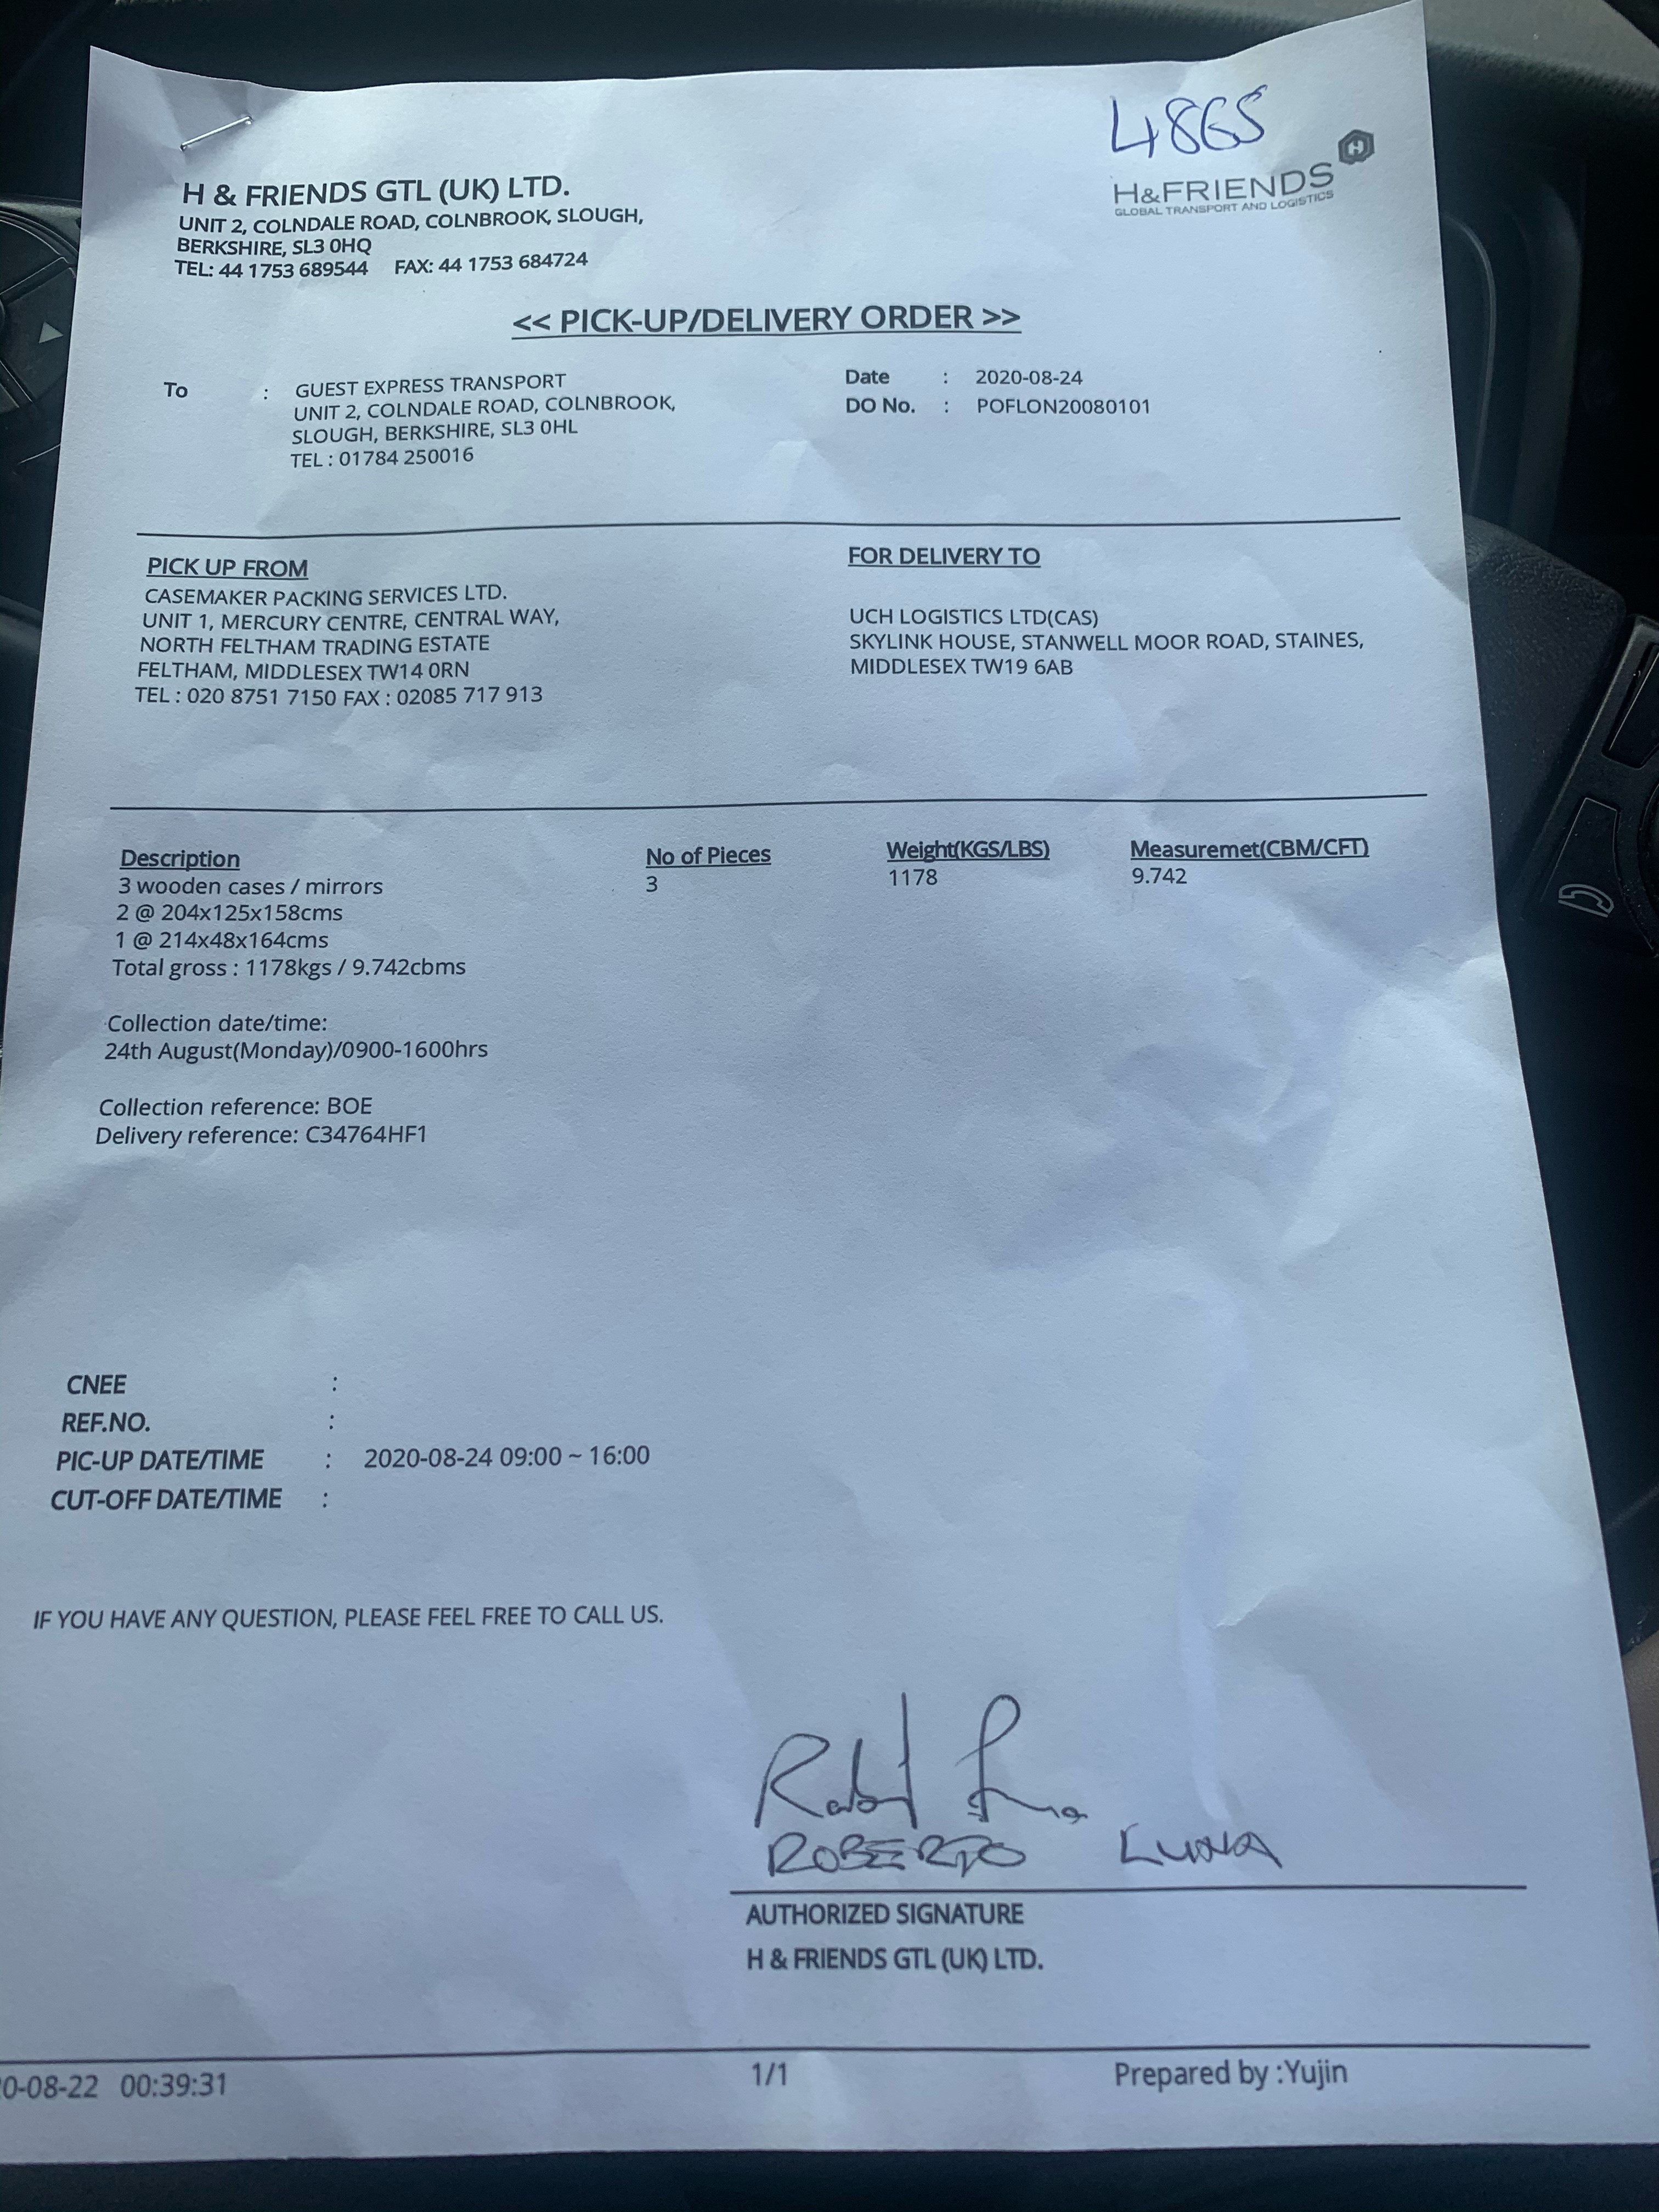 4865
H & FRIENDS GTL (UK) LTD.
UNIT 2, COLNDALE ROAD, COLNBROOK, SLOUGH,
BERKSHIRE, SL3 0HQ
TEL: 44 1753 689544 FAX: 44 1753 684724
H&FRIENDS
GLOBAL TRANSPORT AND LOGISTICS
<< PICK-UP/DELIVERY ORDER >>
To : GUEST EXPRESS TRANSPORT
UNIT 2, COLNDALE ROAD, COLNBROOK,
SLOUGH, BERKSHIRE, SL3 0HL
TEL : 01784 250016
Date : 2020-08-24
DO No. : POFLON20080101
PICK UP FROM
CASEMAKER PACKING SERVICES LTD.
UNIT 1, MERCURY CENTRE, CENTRAL WAY,
NORTH FELTHAM TRADING ESTATE
FELTHAM, MIDDLESEX TW14 0RN
TEL : 020 8751 7150 FAX : 02085 717 913
FOR DELIVERY TO
UCH LOGISTICS LTD(CAS)
SKYLINK HOUSE, STANWELL MOOR ROAD, STAINES,
MIDDLESEX TW19 6AB
Description No of Pieces Weight(KGS/LBS) Measuremet(CBM/CFT)
3 wooden cases / mirrors 3 1178 9.742
2 @ 204x125x158cms
1 @ 214x48x164cms
Total gross : 1178kgs / 9.742cbms
Collection date/time:
24th August(Monday)/0900-1600hrs
Collection reference: BOE
Delivery reference: C34764HF1
CNEE :
REF.NO. :
PIC-UP DATE/TIME : 2020-08-24 09:00 ~ 16:00
CUT-OFF DATE/TIME :
IF YOU HAVE ANY QUESTION, PLEASE FEEL FREE TO CALL US.
ROBERTO LUNA
AUTHORIZED SIGNATURE
H & FRIENDS GTL (UK) LTD.
0-08-22 00:39:31 1/1 Prepared by :Yujin